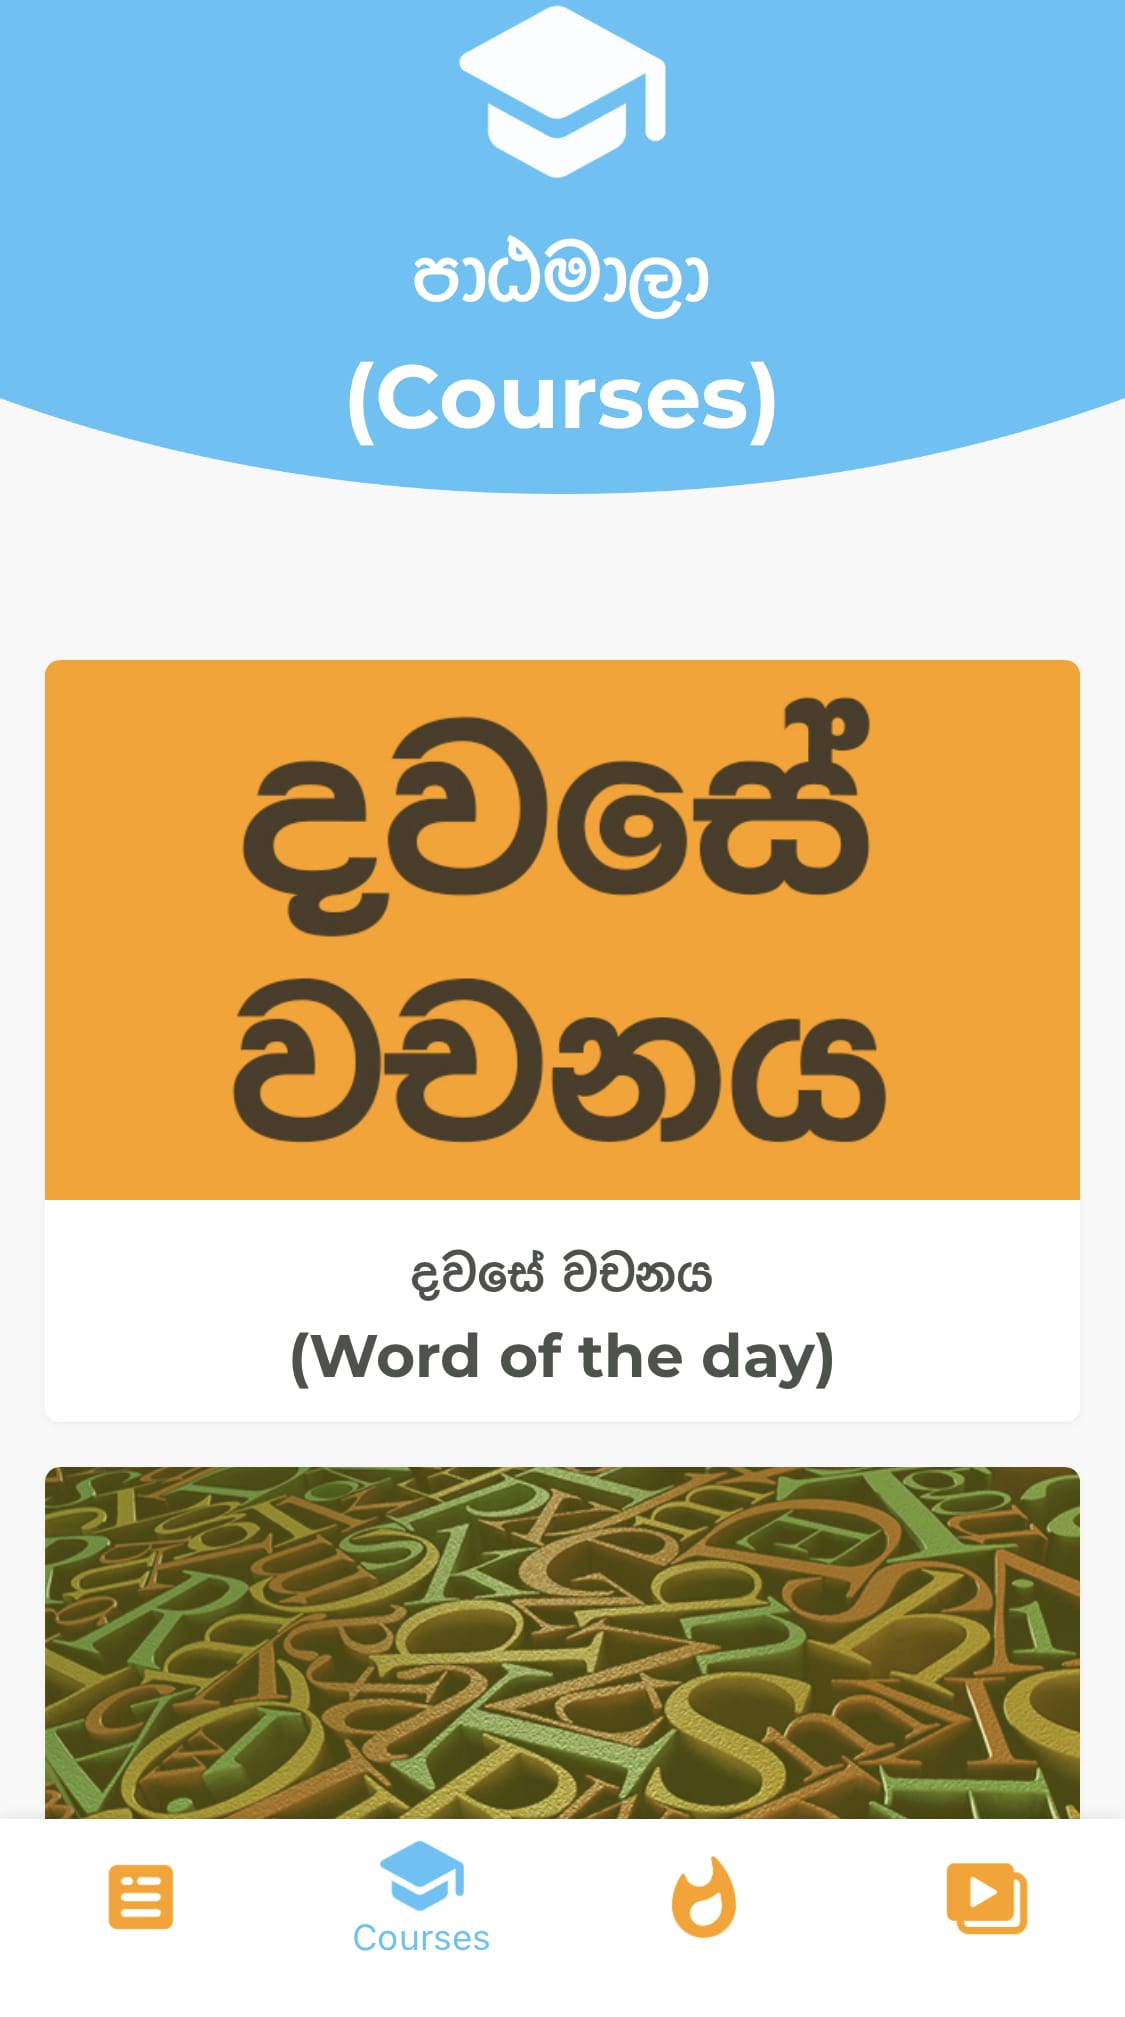 පාඨමාලා
(Courses)
දවසේ
වචනය
දවසේ වචනය
(Word of the day)
Courses